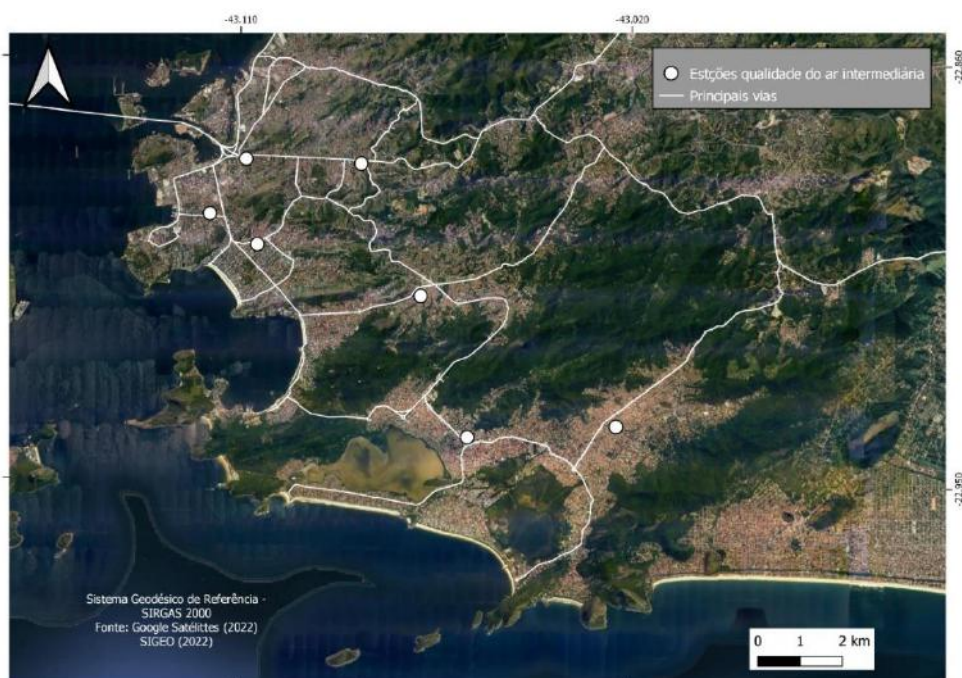 -43.110
-43.020
-22.860
Estções qualidade do ar intermediária
Principais vias
-22.950
Sistema Geodésico de Referência -
SIRGAS 2000
Fonte: Google Satélittes (2022)
SIGEO (2022)
0 1 2 km